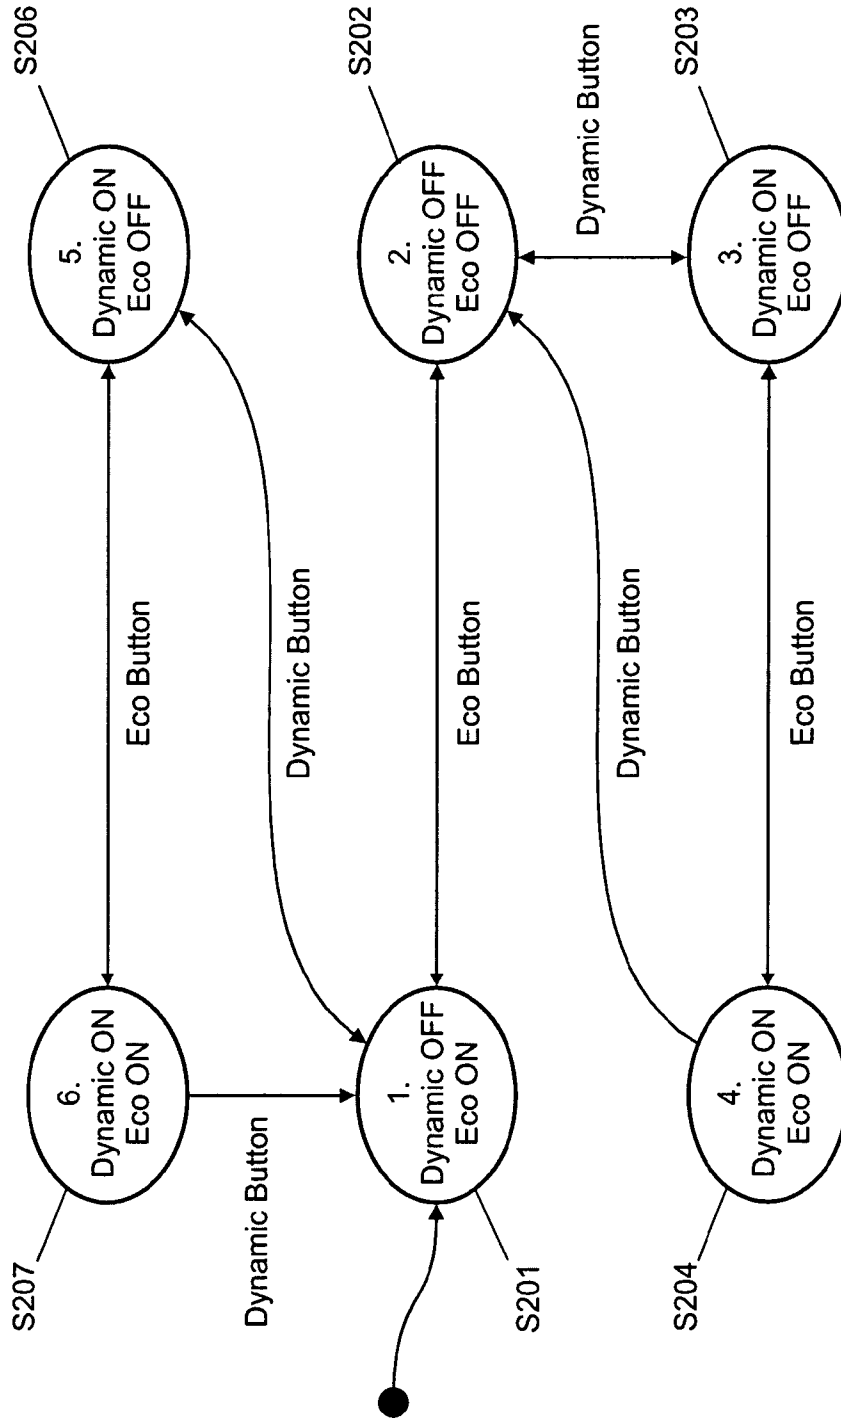 S207
S206
6.
Dynamic ON
Eco ON
Eco Button
5.
Dynamic ON
Eco OFF
Dynamic Button
Dynamic Button
S202
1.
Dynamic OFF
Eco ON
Eco Button
2.
Dynamic OFF
Eco OFF
S201
Dynamic Button
Dynamic Button
S204
S203
4.
Dynamic ON
Eco ON
Eco Button
3.
Dynamic ON
Eco OFF